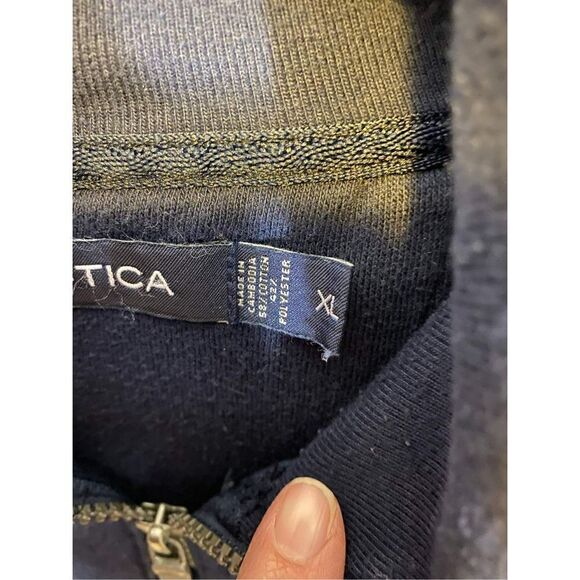 TICA
MADE IN
CAMBODIA
58% COTTON
42%
POLYESTER
XL